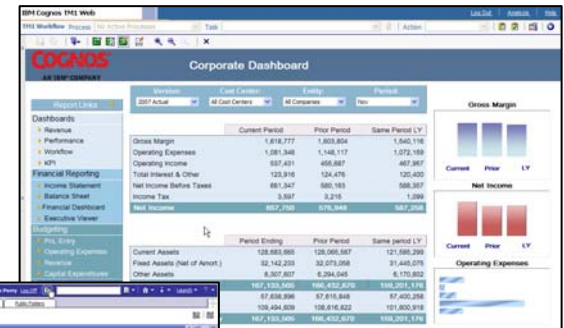 IBM Cognos TM1 Web
Log Out Analysis Help
TM1 Workflow Process No Active Processes Task Action
COGNOS
AN IBM COMPANY
Corporate Dashboard
Version: Cost Center: Entity: Period:
2007 Actual All Cost Centers All Companies Nov
Report Links
Gross Margin
Dashboards
Revenue
Performance
Workflow
KPI
Financial Reporting
Income Statement
Balance Sheet
Financial Dashboard
Executive Viewer
Budgeting
PnL Entry
Operating Expenses
Revenue
Capital Expenditures
Current Period Prior Period Same Period LY
Gross Margin 1,618,777 1,603,804 1,540,116
Operating Expenses 1,081,346 1,148,117 1,072,159
Operating Income 537,431 455,687 467,957
Total Interest & Other 123,916 124,476 120,400
Net Income Before Taxes 661,347 580,163 588,357
Income Tax 3,597 3,215 1,099
Net Income 657,750 576,948 587,258
Period Ending Prior Period Same period LY
Current Assets 128,683,665 128,065,567 121,585,299
Fixed Assets (Net of Amort.) 32,142,233 32,073,058 31,445,075
Other Assets 8,307,607 6,294,045 6,170,802
167,133,505 166,432,670 159,201,176
57,638,896 57,815,848 57,400,258
109,494,609 108,616,822 101,800,918
167,133,505 166,432,670 159,201,176
Current Prior LY
Net Income
Current Prior LY
Operating Expenses
Log Off
Launch
Public Folders